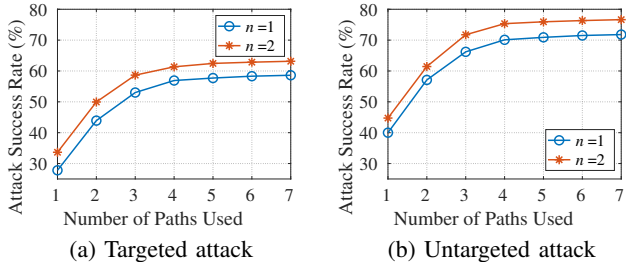 80
70
60
50
40
30
Attack Success Rate (%)
n=1
n=2
1 2 3 4 5 6 7
Number of Paths Used
(a) Targeted attack
80
70
60
50
40
30
Attack Success Rate (%)
n=1
n=2
1 2 3 4 5 6 7
Number of Paths Used
(b) Untargeted attack